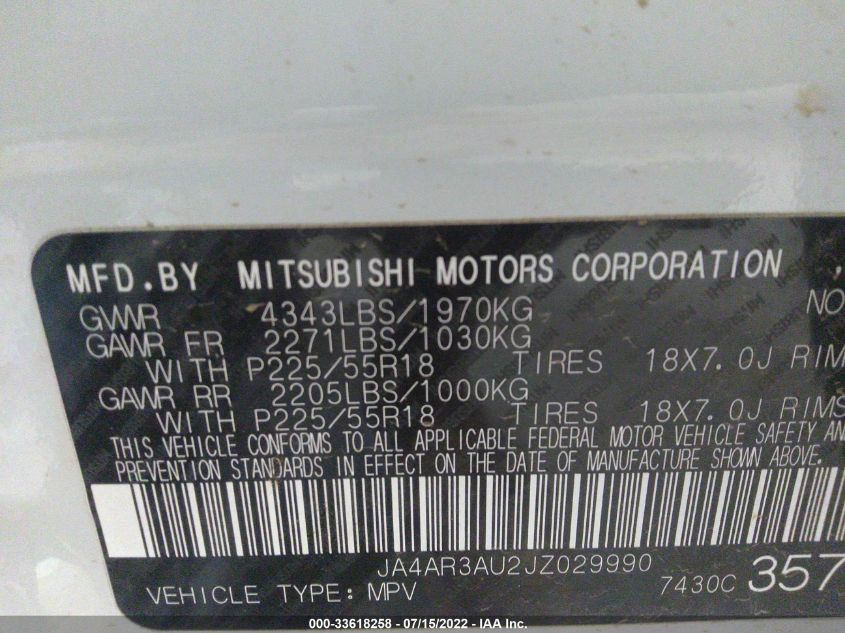 MFD.BY MITSUBISHI MOTORS CORPORATION ,
GVWR 4343LBS/1970KG NO
GAWR FR 2271LBS/1030KG
WITH P225/55R18 TIRES 18X7.0J RIM
GAWR RR 2205LBS/1000KG
WITH P225/55R18 TIRES 18X7.0J RIMS
THIS VEHICLE CONFORMS TO ALL APPLICABLE FEDERAL MOTOR VEHICLE SAFETY AN
PREVENTION STANDARDS IN EFFECT ON THE DATE OF MANUFACTURE SHOWN ABOVE.
JA4AR3AU2JZ029990
VEHICLE TYPE: MPV 7430C 357
000-33618258 - 07/15/2022 - IAA Inc.